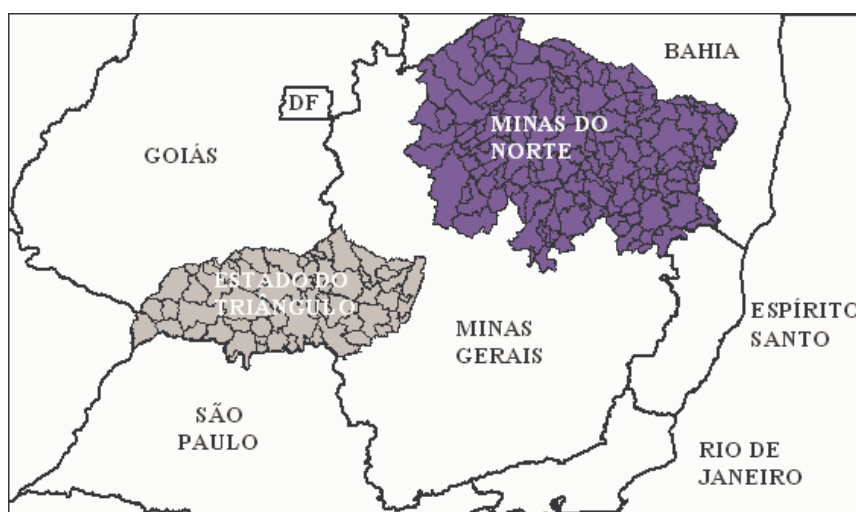 BAHIA
DF
MINAS DO
NORTE
GOIÁS
ESTADO DO
TRIÂNGULO
MINAS
GERAIS
ESPÍRITO
SANTO
SÃO
PAULO
RIO DE
JANEIRO